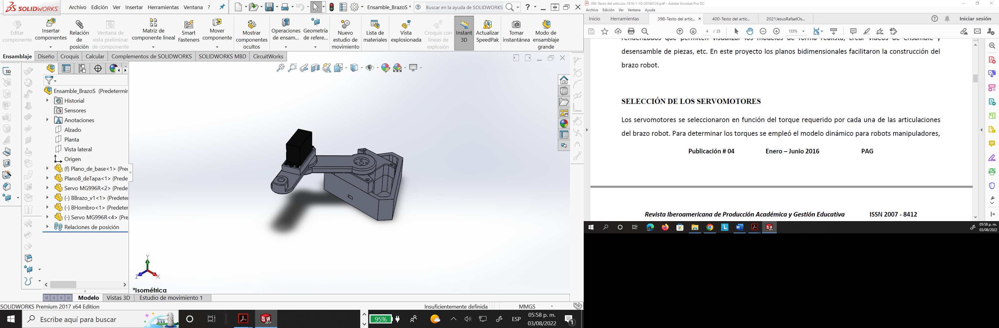 SOLIDWORKS
Archivo Edición Ver Insertar Herramientas Ventana ?
Ensamble_BrazoS *
Buscar en la ayuda de SOLIDWORKS
Editar componente
Insertar componentes
Relación de posición
Ventana de vista preliminar de componente
Matriz de componente lineal
Smart Fasteners
Mover componente
Mostrar componentes ocultos
Operaciones de ensam...
Geometría de refere...
Nuevo estudio de movimiento
Lista de materiales
Vista explosionada
Croquis con líneas de explosión
Instant 3D
Actualizar SpeedPak
Tomar instantánea
Modo de ensamblaje grande
Ensamblaje Diseño Croquis Calcular Complementos de SOLIDWORKS SOLIDWORKS MBD CircuitWorks
3D
Ensamble_BrazoS (Predetermin
Historial
Sensores
Anotaciones
Alzado
Planta
Vista lateral
Origen
(f) Plano_de_base<1> (Pred
PlanoB_deTapa<1> (Prede
Servo MG996R<2> (Prede
(-) BBrazo_v1<1> (Predeter
(-) BHombro<1> (Predeter
(-) Servo MG996R<4> (Pre
Relaciones de posición
Y
Z X
*Isométrica
Modelo Vistas 3D Estudio de movimiento 1
SOLIDWORKS Premium 2017 x64 Edition
Insuficientemente definida
MMGS
Escribe aquí para buscar
SW 2017
95%
ESP
05:58 p. m.
03/08/2022
1
398-Texto del artículo-1616-1-10-20160124.pdf - Adobe Acrobat Pro DC
Archivo Edición Ver Ventana Ayuda
Inicio Herramientas 398-Texto del artíc... × 400-Texto del artíc... 2021JesusRafaelOs... Iniciar sesión
4 / 23
135%
renderizados que permiten visualizar los modelos de forma realista, crear videos de ensamble y
desensamble de piezas, etc. En este proyecto los planos bidimensionales facilitaron la construcción del
brazo robot.
SELECCIÓN DE LOS SERVOMOTORES
Los servomotores se seleccionaron en función del torque requerido por cada una de las articulaciones
del brazo robot. Para determinar los torques se empleó el modelo dinámico para robots manipuladores,
Publicación # 04 Enero – Junio 2016 PAG
Revista Iberoamericana de Producción Académica y Gestión Educativa ISSN 2007 - 8412
L
SW 2017
05:58 p. m.
03/08/2022